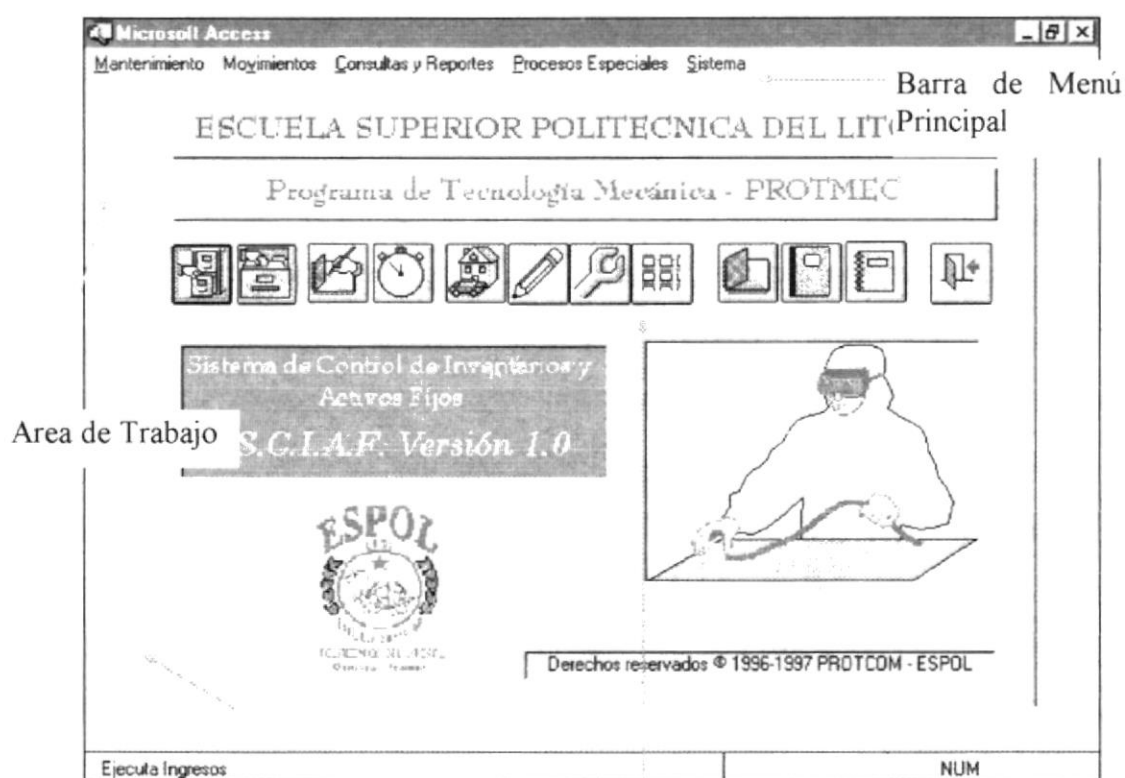 Microsoft Access
Mantenimiento Movimientos Consultas y Reportes Procesos Especiales Sistema
Barra de Menú
Principal
ESCUELA SUPERIOR POLITECNICA DEL LIT
Programa de Tecnología Mecánica - PROTMEC
Sistema de Control de Inventarios y
Activos Fijos
S.C.I.A.F. Versión 1.0
Area de Trabajo
ESPOL
Derechos reservados © 1996-1997 PROTCOM - ESPOL
Ejecuta Ingresos NUM